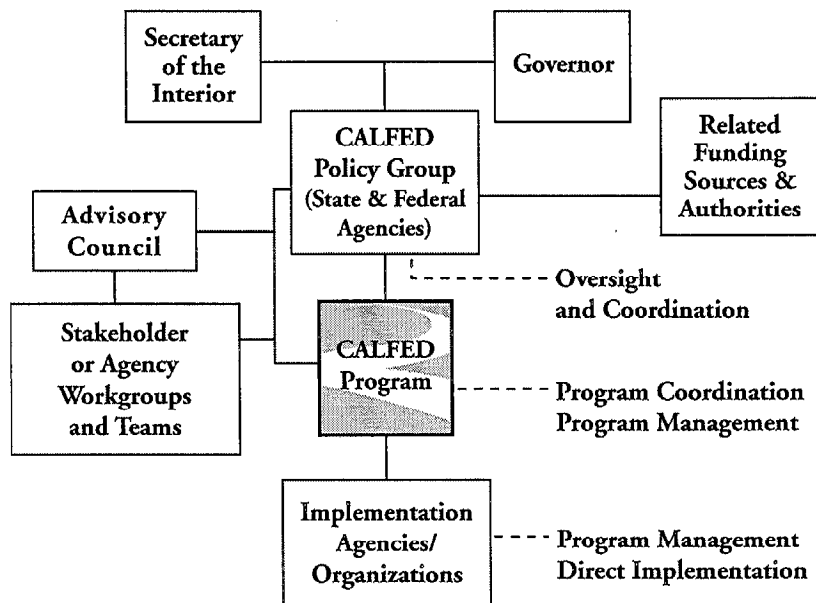 Secretary
of the
Interior
Governor
CALFED
Policy Group
(State & Federal
Agencies)
Related
Funding
Sources &
Authorities
Advisory
Council
Oversight
and Coordination
Stakeholder
or Agency
Workgroups
and Teams
CALFED
Program
Program Coordination
Program Management
Implementation
Agencies/
Organizations
Program Management
Direct Implementation